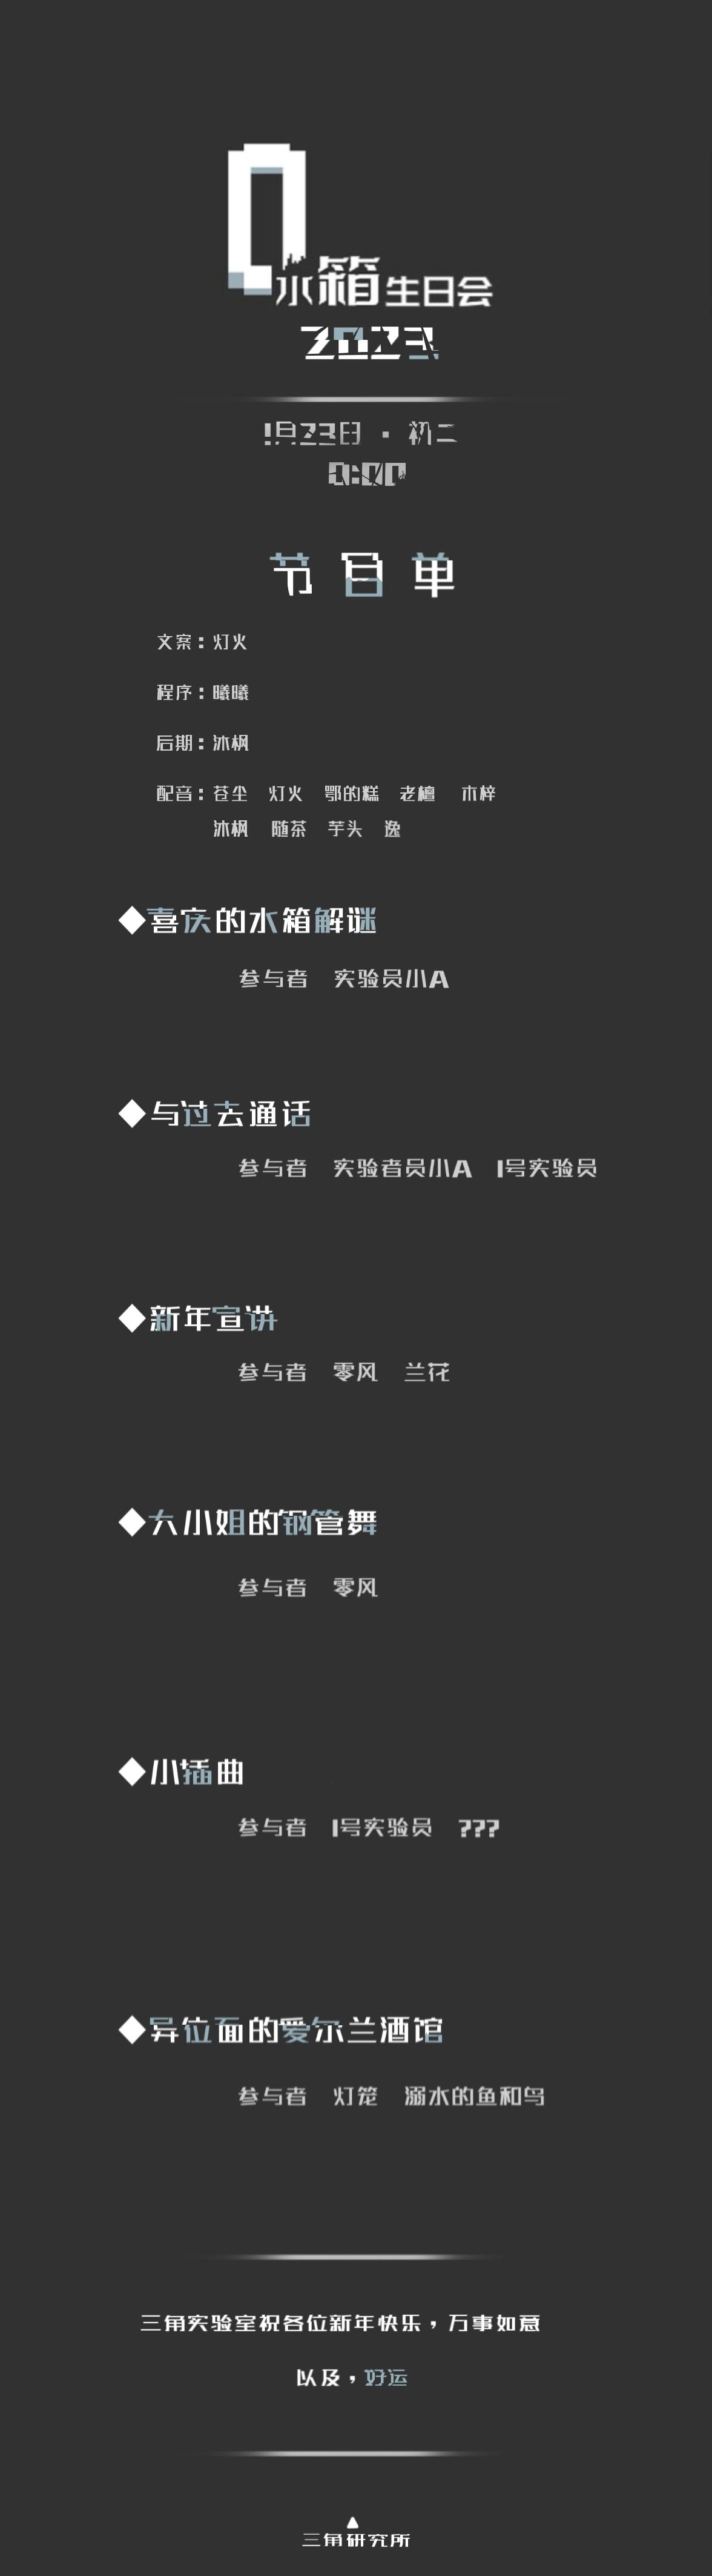 0
水箱生日会
2023
1月23日 · 初二
节目单
文案：灯火
程序：曦曦
后期：沐枫
配音：苍尘 灯火 鄂的糕 老檀 木梓
沐枫 随茶 芋头 逸
◆喜庆的水箱解谜
参与者 实验员小A
◆与过去通话
参与者 实验者员小A 1号实验员
◆新年宣讲
参与者 零风 兰花
◆大小姐的钢管舞
参与者 零风
◆小插曲
参与者 1号实验员 ???
◆异位面的爱尔兰酒馆
参与者 灯笼 溺水的鱼和鸟
三角实验室祝各位新年快乐，万事如意
以及，好运
三角研究所